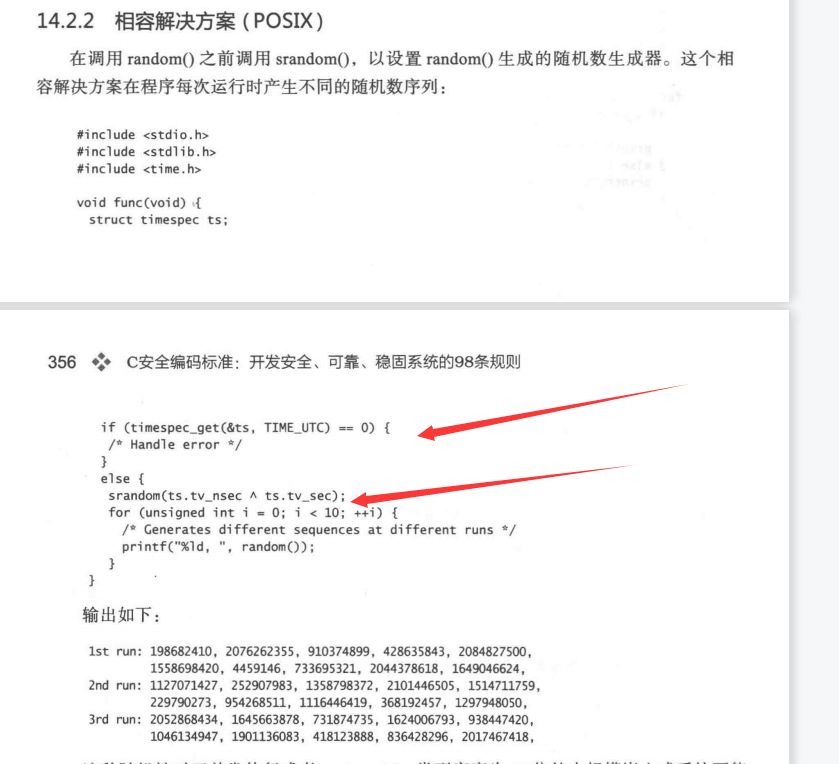 14.2.2 相容解决方案（POSIX）
在调用 random() 之前调用 srandom()，以设置 random() 生成的随机数生成器。这个相
容解决方案在程序每次运行时产生不同的随机数序列：
#include <stdio.h>
#include <stdlib.h>
#include <time.h>
void func(void) {
struct timespec ts;
356 C安全编码标准：开发安全、可靠、稳固系统的98条规则
if (timespec_get(&ts, TIME_UTC) == 0) {
/* Handle error */
}
else {
srandom(ts.tv_nsec ^ ts.tv_sec);
for (unsigned int i = 0; i < 10; ++i) {
/* Generates different sequences at different runs */
printf("%ld, ", random());
}
}
输出如下：
1st run: 198682410, 2076262355, 910374899, 428635843, 2084827500,
1558698420, 4459146, 733695321, 2044378618, 1649046624,
2nd run: 1127071427, 252907983, 1358798372, 2101446505, 1514711759,
229790273, 954268511, 1116446419, 368192457, 1297948050,
3rd run: 2052868434, 1645663878, 731874735, 1624006793, 938447420,
1046134947, 1901136083, 418123888, 836428296, 2017467418,